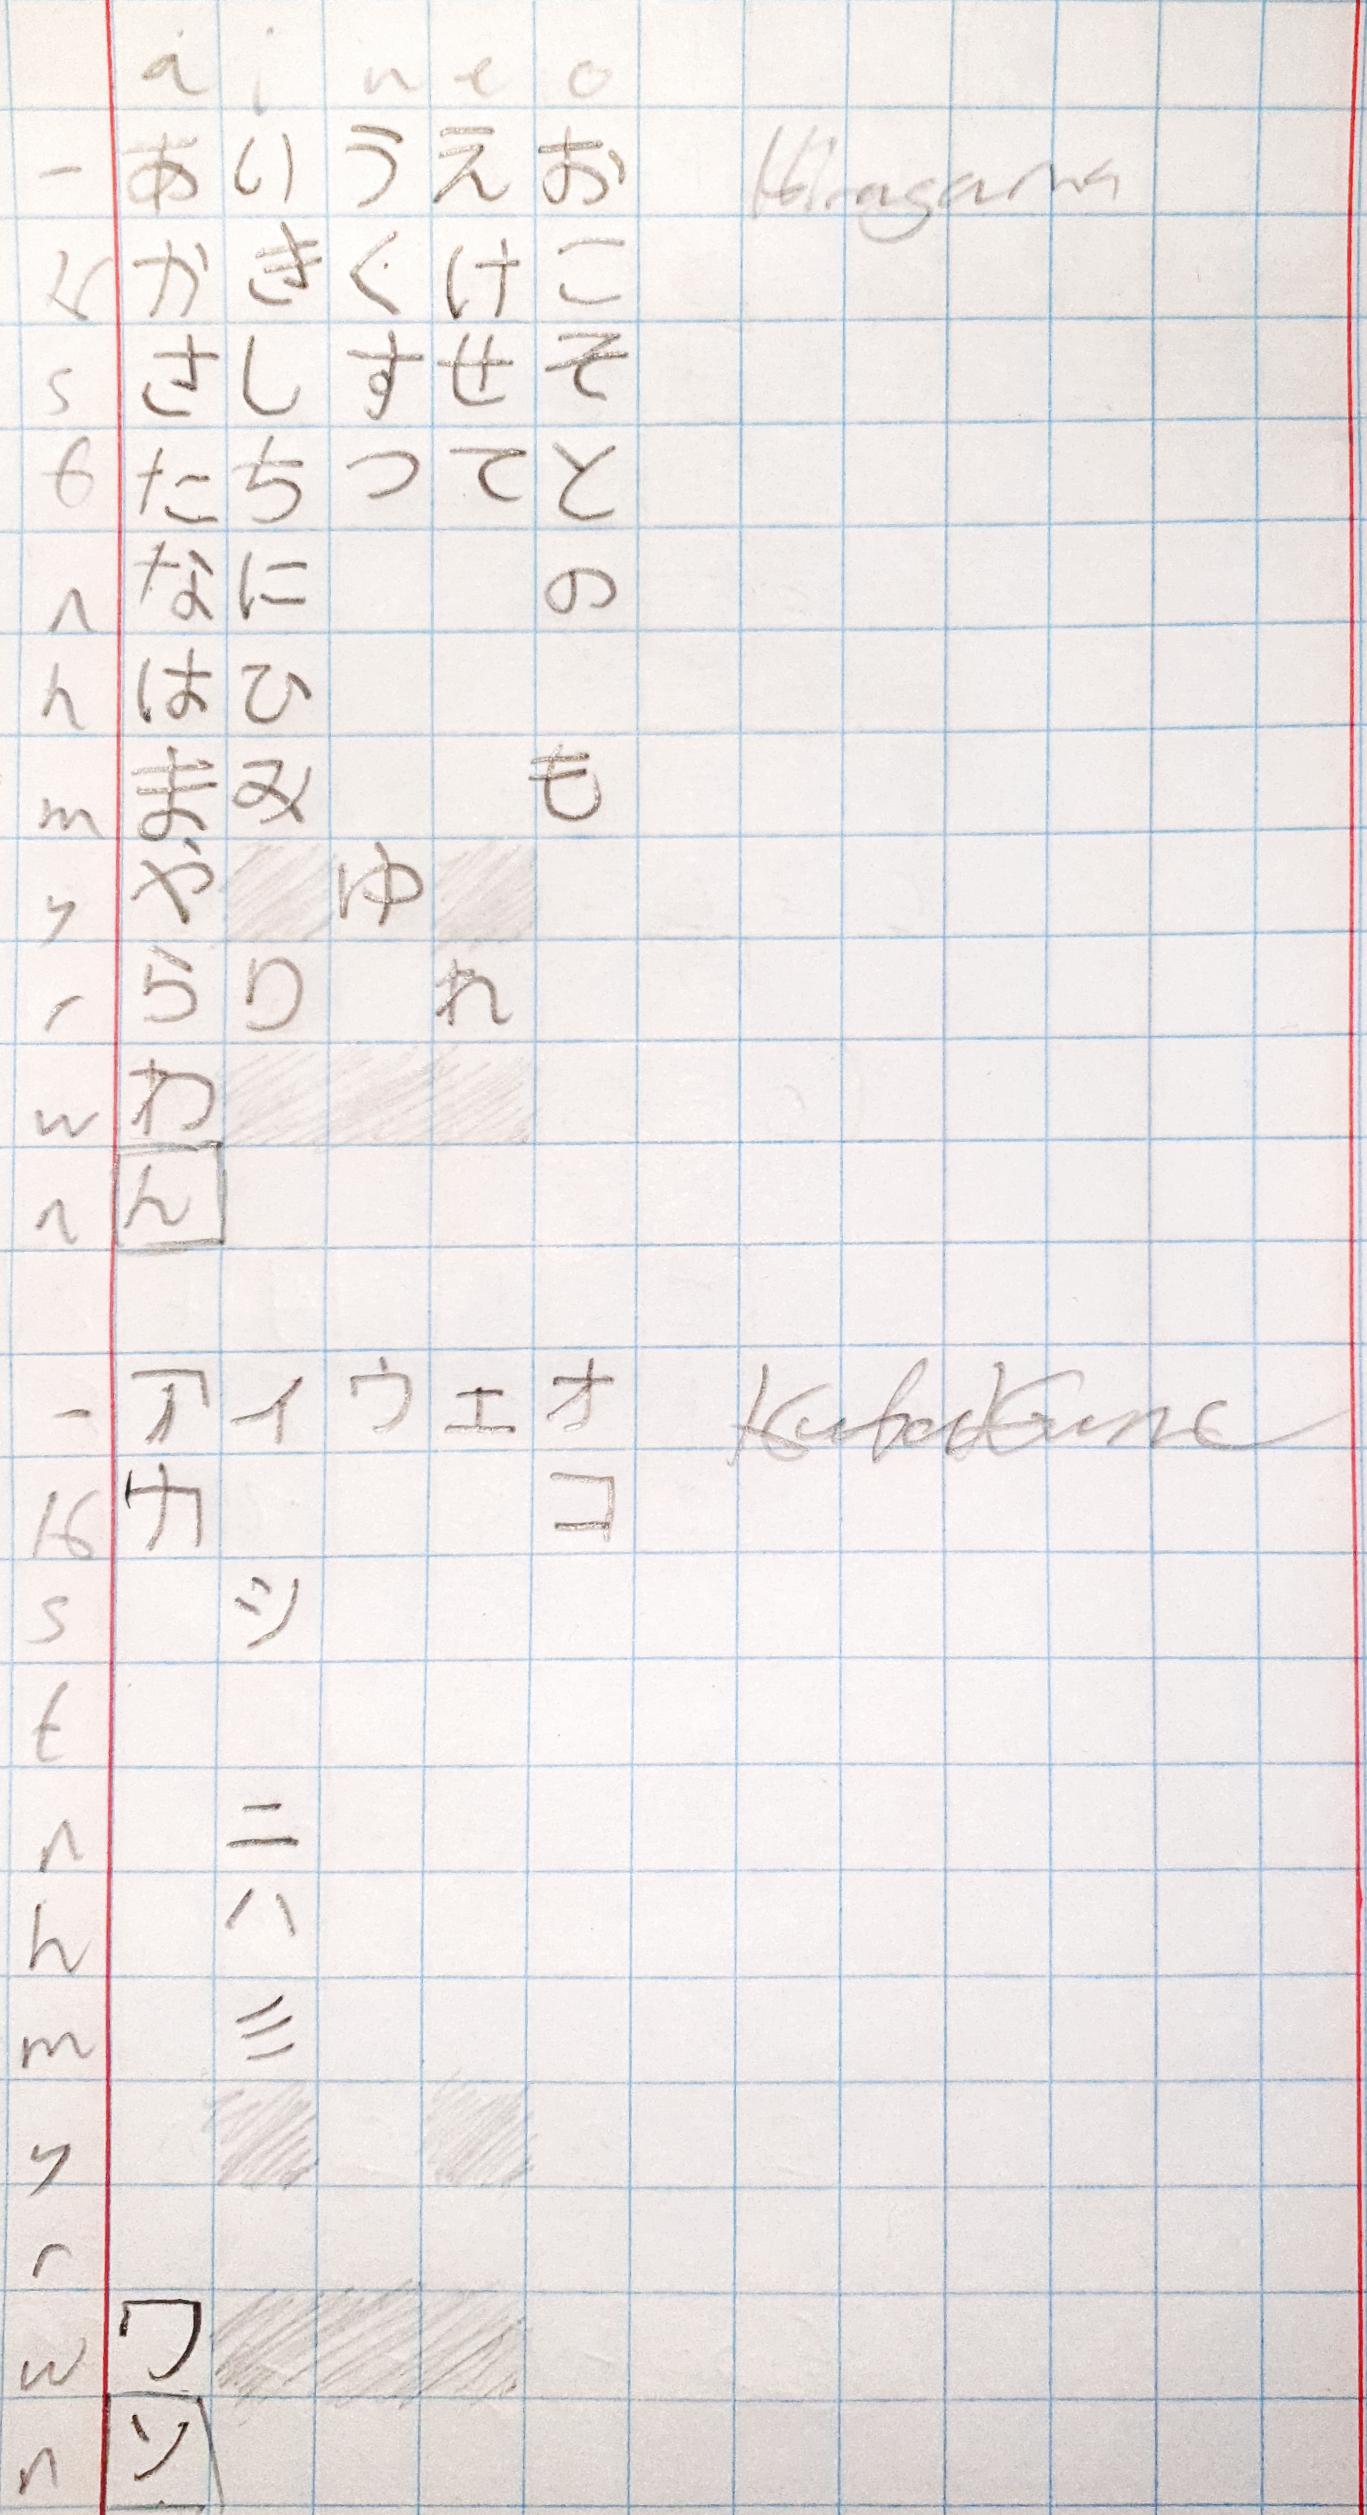 a i u e o
- あ い う え お Hiragana
k か き く け こ
s さ し す せ そ
t た ち つ て と
n な に の
h は ひ
m ま み も
y や ゆ
r ら り れ
w わ
n ん
- ア イ ウ エ オ Katakana
k カ コ
s シ
t
n ニ
h ハ
m ミ
y
r
w ワ
n ソ